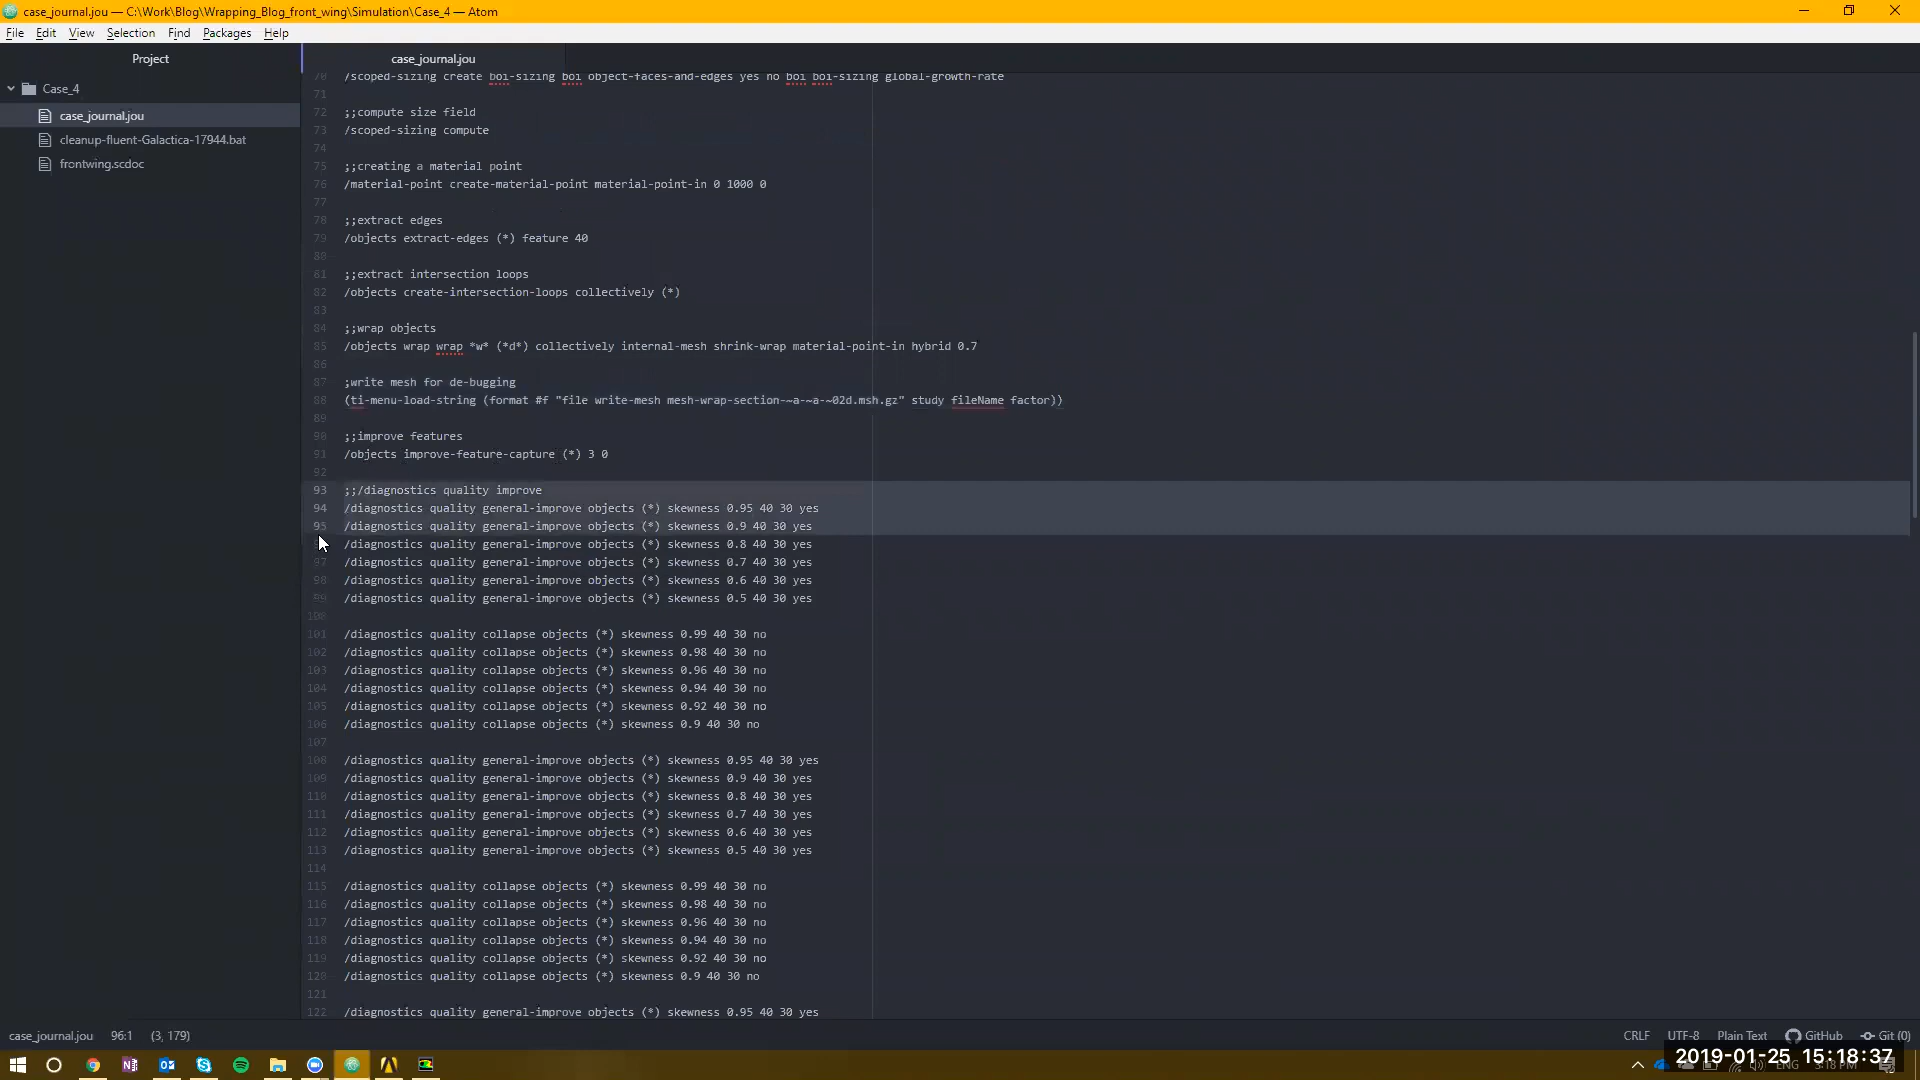 case_journal.jou — C:\Work\Blog\Wrapping_Blog_front_wing\Simulation\Case_4 — Atom
File Edit View Selection Find Packages Help
Project
case_journal.jou
Case_4
case_journal.jou
cleanup-fluent-Galactica-17944.bat
frontwing.scdoc
70 /scoped-sizing create boi-sizing boi object-faces-and-edges yes no boi boi-sizing global-growth-rate
71
72 ;;compute size field
73 /scoped-sizing compute
74
75 ;;creating a material point
76 /material-point create-material-point material-point-in 0 1000 0
77
78 ;;extract edges
79 /objects extract-edges (*) feature 40
80
81 ;;extract intersection loops
82 /objects create-intersection-loops collectively (*)
83
84 ;;wrap objects
85 /objects wrap wrap *w* (*d*) collectively internal-mesh shrink-wrap material-point-in hybrid 0.7
86
87 ;write mesh for de-bugging
88 (ti-menu-load-string (format #f "file write-mesh mesh-wrap-section-~a-~a-~02d.msh.gz" study fileName factor))
89
90 ;;improve features
91 /objects improve-feature-capture (*) 3 0
92
93 ;;/diagnostics quality improve
94 /diagnostics quality general-improve objects (*) skewness 0.95 40 30 yes
95 /diagnostics quality general-improve objects (*) skewness 0.9 40 30 yes
/diagnostics quality general-improve objects (*) skewness 0.8 40 30 yes
97 /diagnostics quality general-improve objects (*) skewness 0.7 40 30 yes
98 /diagnostics quality general-improve objects (*) skewness 0.6 40 30 yes
99 /diagnostics quality general-improve objects (*) skewness 0.5 40 30 yes
100
101 /diagnostics quality collapse objects (*) skewness 0.99 40 30 no
102 /diagnostics quality collapse objects (*) skewness 0.98 40 30 no
103 /diagnostics quality collapse objects (*) skewness 0.96 40 30 no
104 /diagnostics quality collapse objects (*) skewness 0.94 40 30 no
105 /diagnostics quality collapse objects (*) skewness 0.92 40 30 no
106 /diagnostics quality collapse objects (*) skewness 0.9 40 30 no
107
108 /diagnostics quality general-improve objects (*) skewness 0.95 40 30 yes
109 /diagnostics quality general-improve objects (*) skewness 0.9 40 30 yes
110 /diagnostics quality general-improve objects (*) skewness 0.8 40 30 yes
111 /diagnostics quality general-improve objects (*) skewness 0.7 40 30 yes
112 /diagnostics quality general-improve objects (*) skewness 0.6 40 30 yes
113 /diagnostics quality general-improve objects (*) skewness 0.5 40 30 yes
114
115 /diagnostics quality collapse objects (*) skewness 0.99 40 30 no
116 /diagnostics quality collapse objects (*) skewness 0.98 40 30 no
117 /diagnostics quality collapse objects (*) skewness 0.96 40 30 no
118 /diagnostics quality collapse objects (*) skewness 0.94 40 30 no
119 /diagnostics quality collapse objects (*) skewness 0.92 40 30 no
120 /diagnostics quality collapse objects (*) skewness 0.9 40 30 no
121
122 /diagnostics quality general-improve objects (*) skewness 0.95 40 30 yes
case_journal.jou 96:1 (3, 179) CRLF UTF-8 Plain Text GitHub Git (0)
2019-01-25 15:18:37